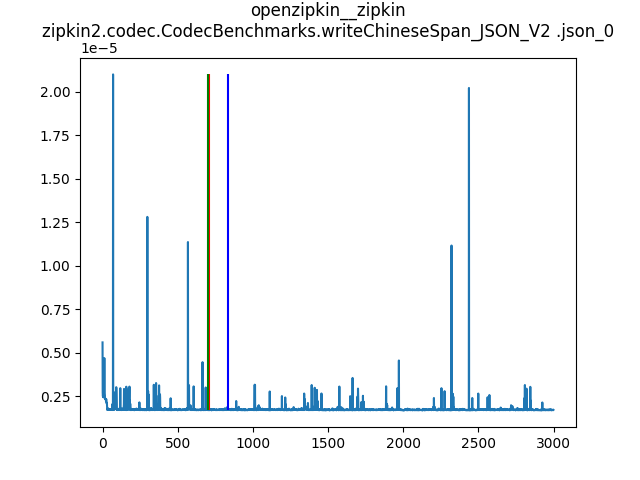 openzipkin__zipkin
zipkin2.codec.CodecBenchmarks.writeChineseSpan_JSON_V2 .json_0
1e−5
2.00
1.75
1.50
1.25
1.00
0.75
0.50
0.25
0 500 1000 1500 2000 2500 3000